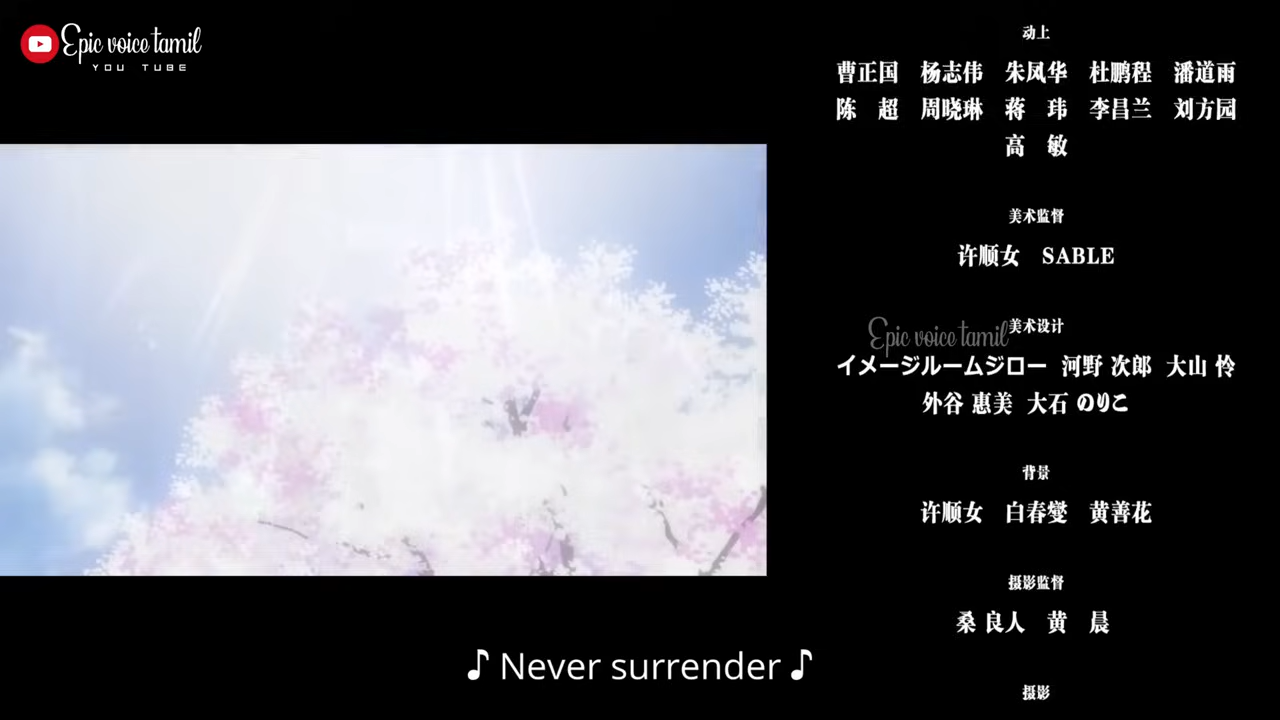 Epic voice tamil
YOU TUBE
动上
曹正国 杨志伟 朱凤华 杜鹏程 潘道雨
陈 超 周晓琳 蒋 玮 李昌兰 刘方园
高 敏
美术监督
许顺女 SABLE
Epic voice tamil
美术设计
イメージルームジロー 河野 次郎 大山 怜
外谷 惠美 大石 のりこ
背景
许顺女 白春燮 黄善花
摄影监督
桑 良人 黄 晨
♪ Never surrender ♪
摄影